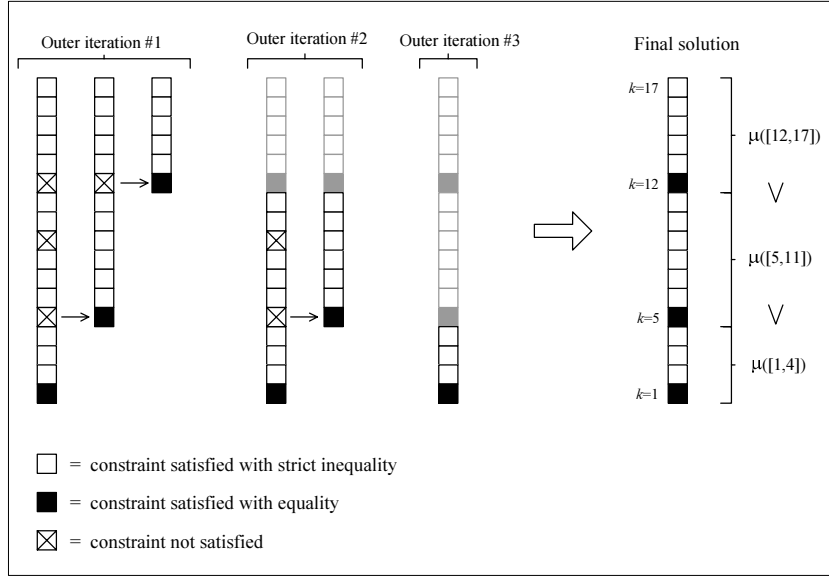 Outer iteration #1
Outer iteration #2
Outer iteration #3
Final solution
k=17
μ([12,17])
k=12
μ([5,11])
k=5
μ([1,4])
k=1
= constraint satisfied with strict inequality
= constraint satisfied with equality
= constraint not satisfied